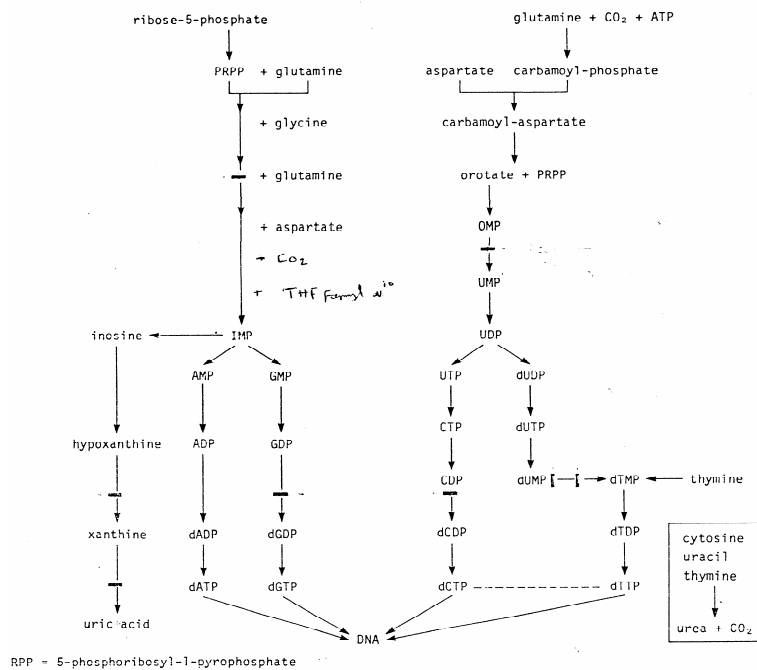 ribose-5-phosphate
glutamine + CO₂ + ATP
PRPP + glutamine
aspartate carbamoyl-phosphate
+ glycine
carbamoyl-aspartate
+ glutamine
orotate + PRPP
+ aspartate
OMP
+ CO₂
UMP
+ THF
inosine
IMP
UDP
AMP
GMP
UTP
dUDP
CTP
dUTP
hypoxanthine
ADP
GDP
CDP
dUMP
dTMP
thymine
xanthine
dADP
dGDP
dCDP
dTDP
cytosine
uracil
thymine
dATP
dGTP
dCTP
dTTP
uric acid
urea + CO₂
DNA
RPP = 5-phosphoribosyl-1-pyrophosphate